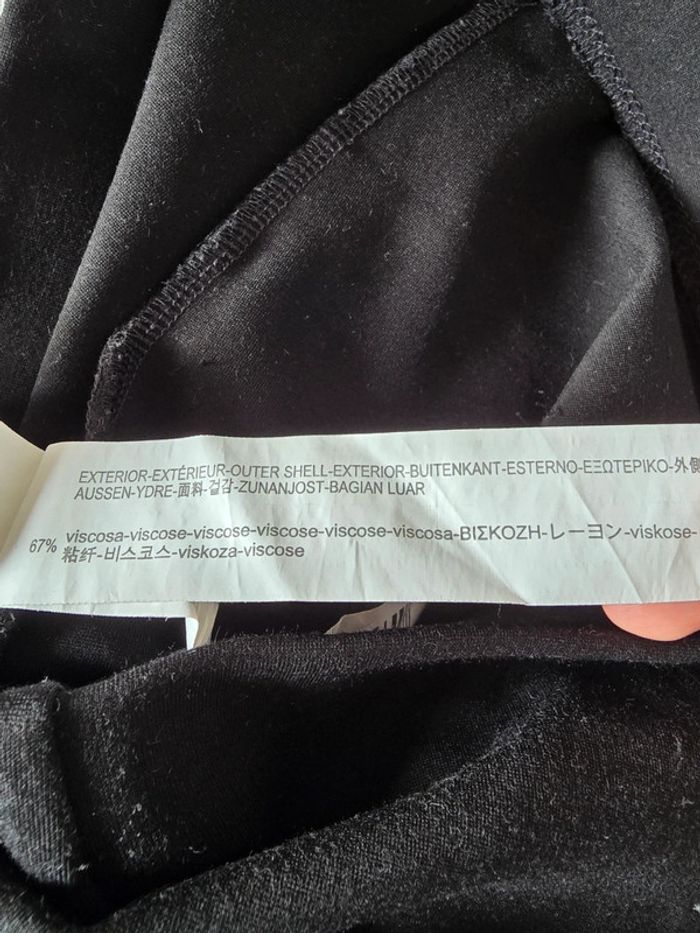 EXTERIOR-EXTÉRIEUR-OUTER SHELL-EXTERIOR-BUITENKANT-ESTERNO-ΕΞΩΤΕΡΙΚΟ-外側
AUSSEN-YDRE-面料-겉감-ZUNANJOST-BAGIAN LUAR
67% viscosa-viscose-viscose-viscose-viscose-viscosa-ΒΙΣΚΟΖΗ-レーヨン-viskose-
粘纤-비스코스-viskoza-viscose